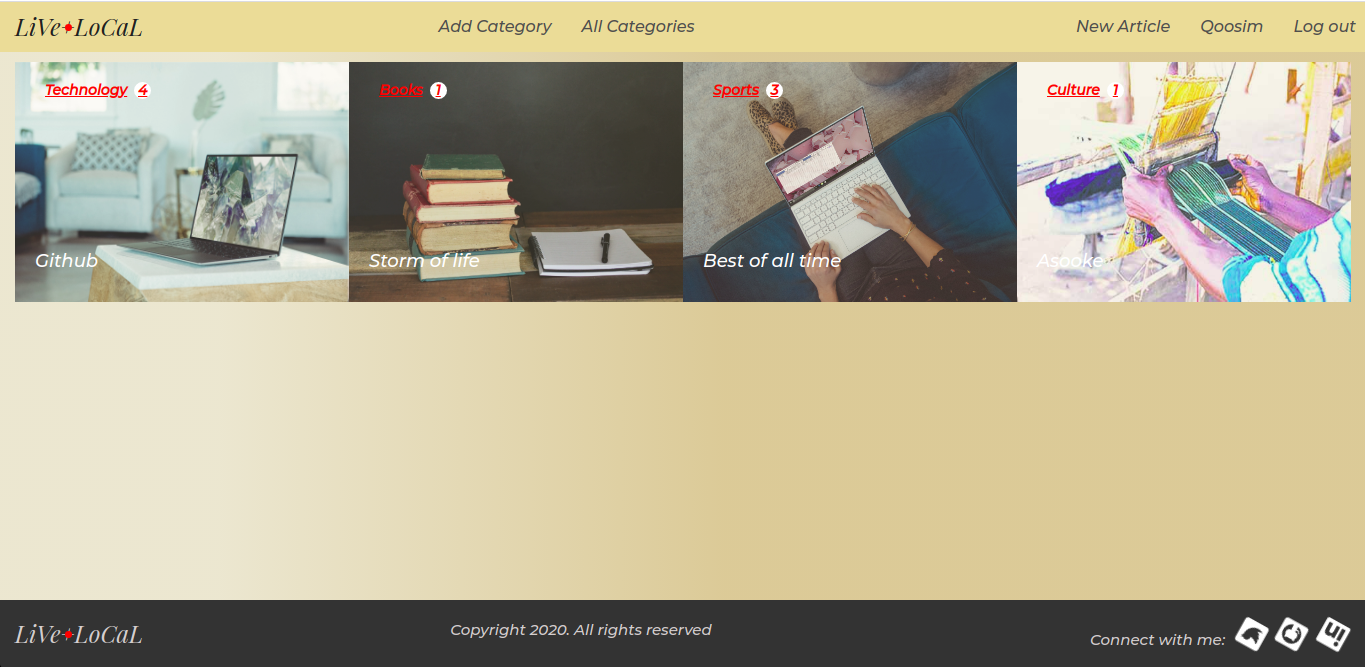 LiVe LoCaL
Add Category
All Categories
New Article
Qoosim
Log out
Technology 4
Books 1
Sports 3
Culture 1
Github
Storm of life
Best of all time
Asooke
LiVe LoCaL
Copyright 2020. All rights reserved
Connect with me: